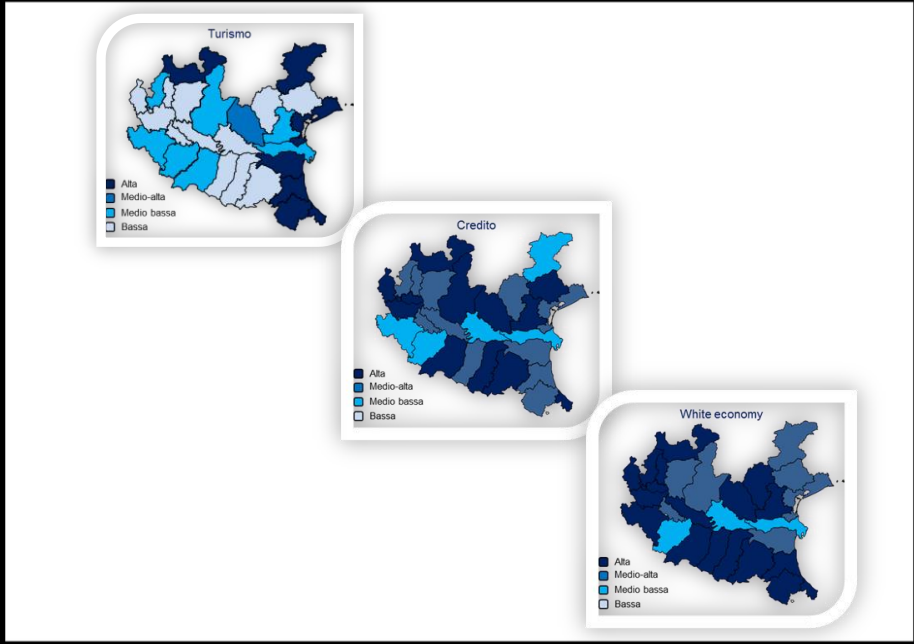 Turismo
Alta
Medio-alta
Medio bassa
Bassa
Credito
Alta
Medio-alta
Medio bassa
Bassa
White economy
Alta
Medio-alta
Medio bassa
Bassa